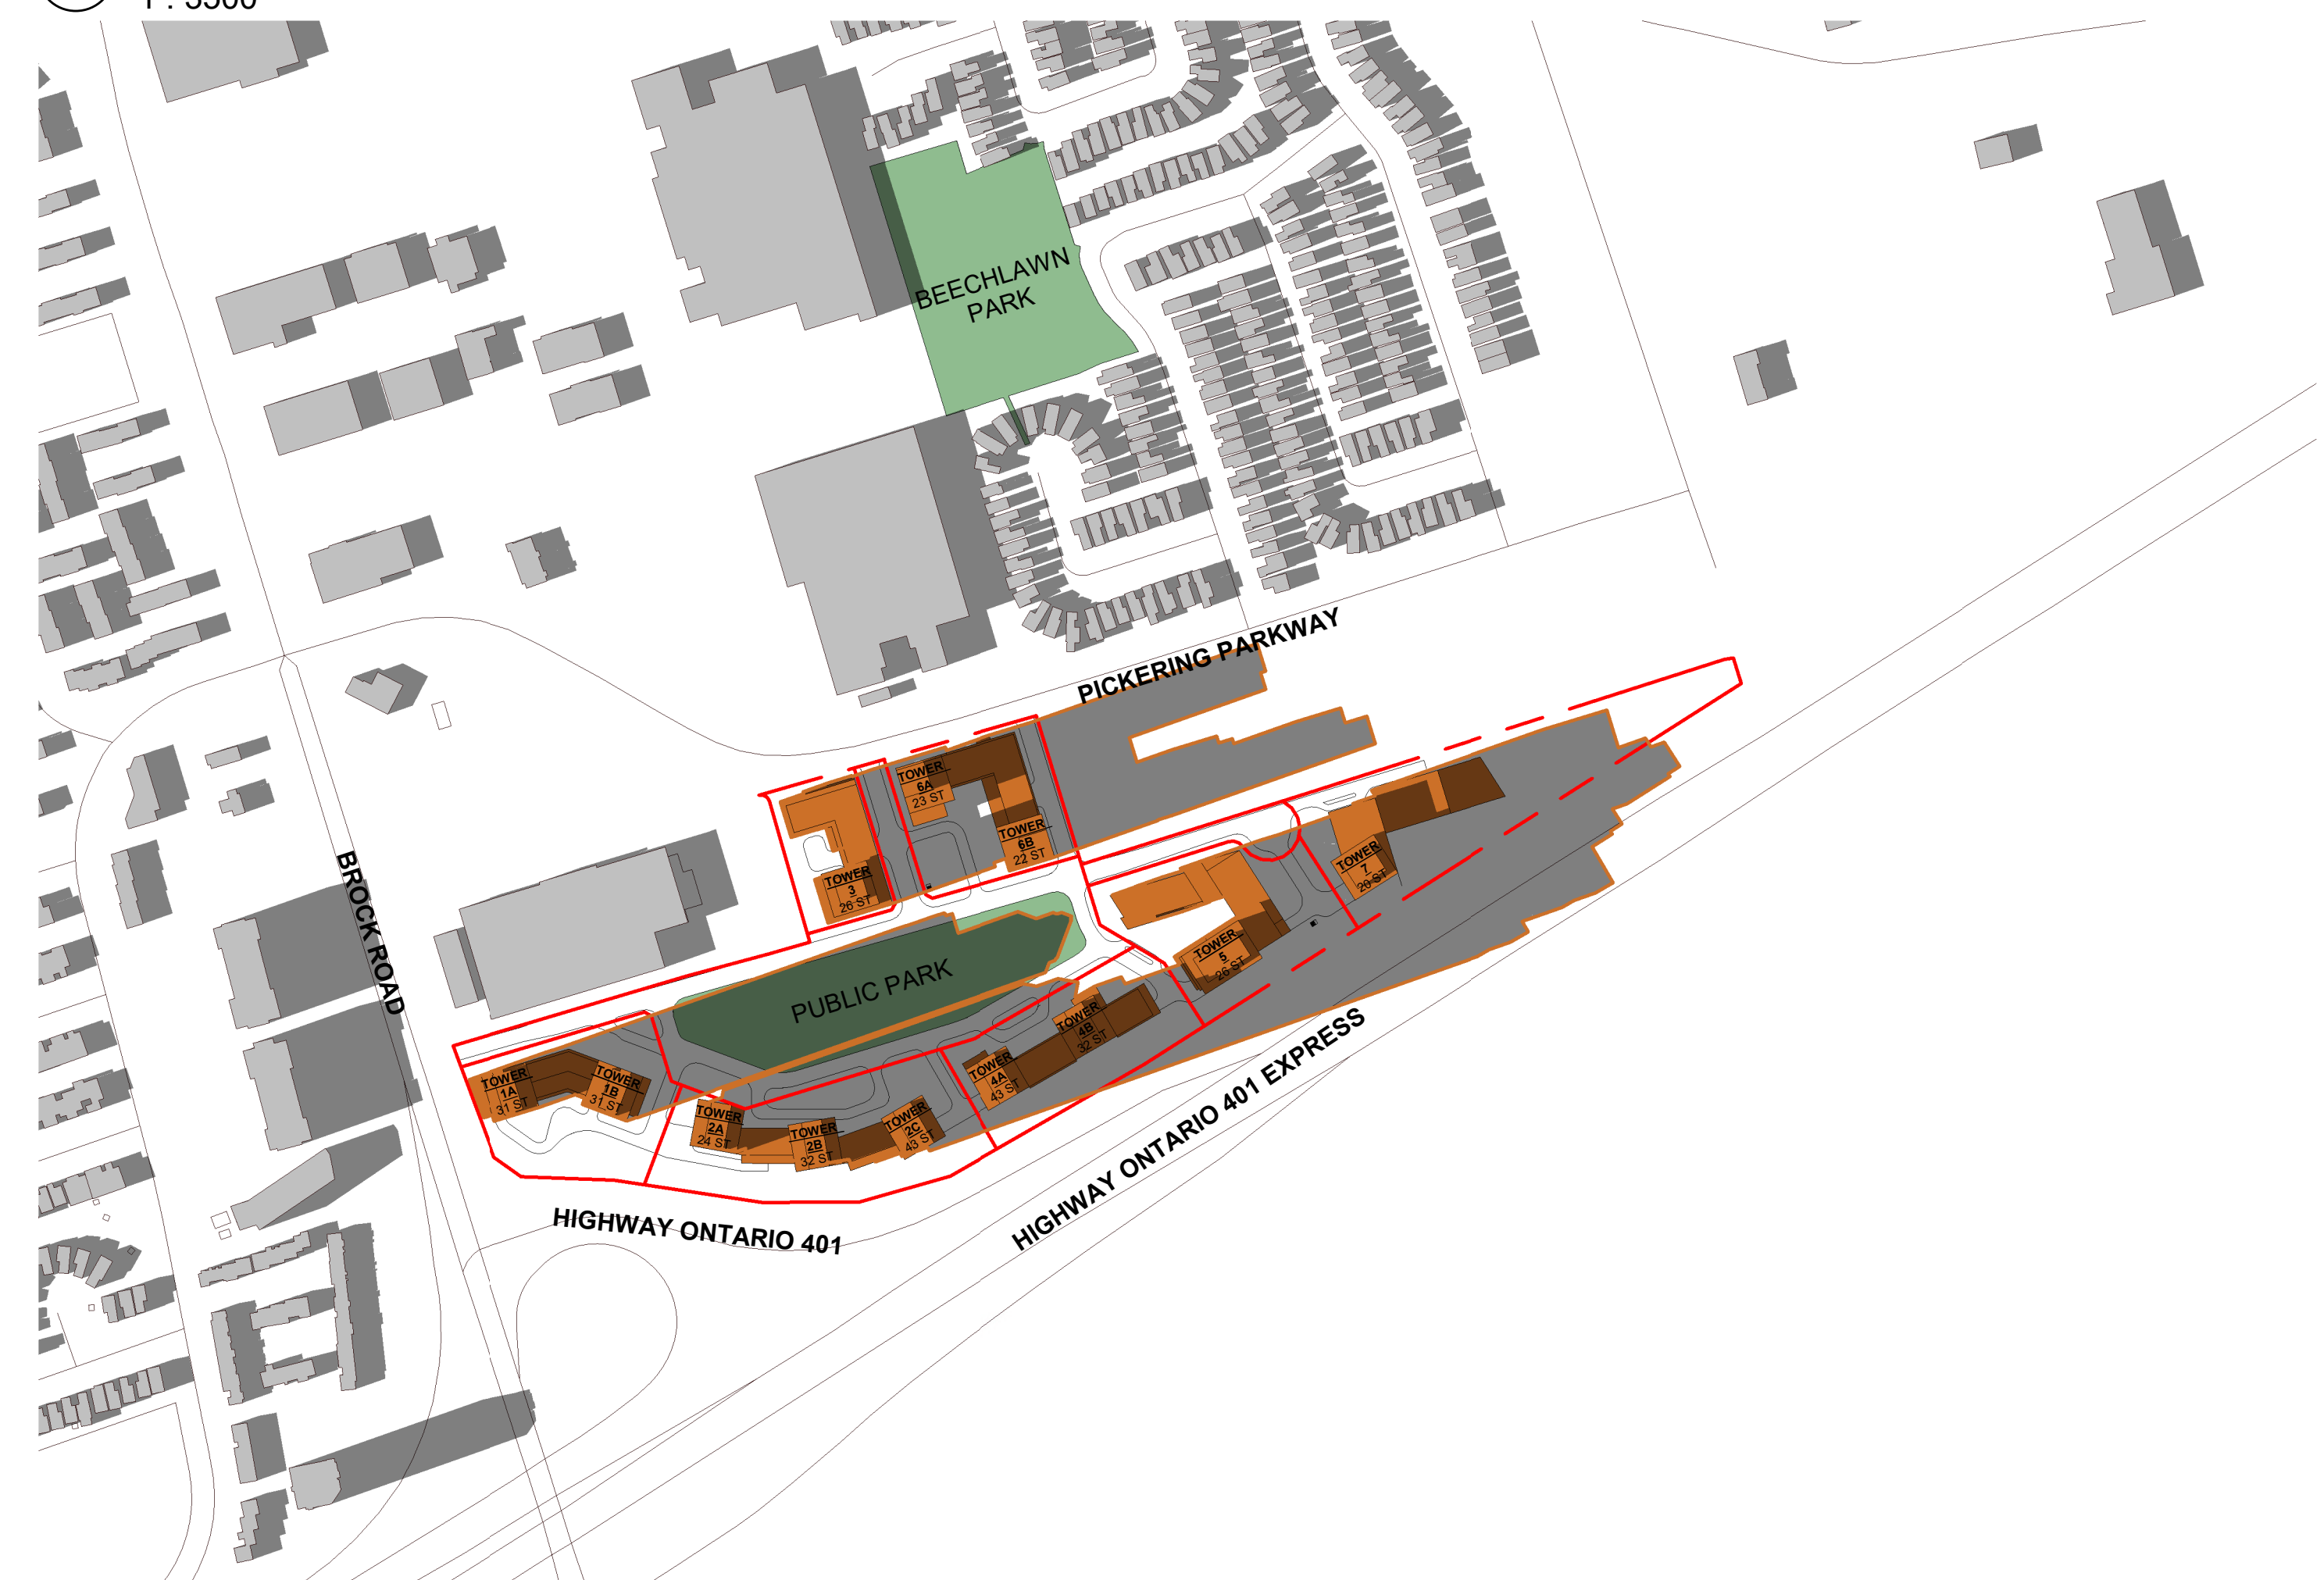 BEECHLAWN
PARK
PICKERING PARKWAY
TOWER
6A
23 ST
TOWER
6B
22 ST
TOWER
3
26 ST
TOWER
7
20 ST
BROCK ROAD
TOWER
5
26 ST
PUBLIC PARK
TOWER
4B
32 ST
TOWER
4A
43 ST
TOWER
1A
31 ST
TOWER
1B
31 ST
TOWER
2A
24 ST
TOWER
2B
32 ST
TOWER
2C
43 ST
HIGHWAY ONTARIO 401 EXPRESS
HIGHWAY ONTARIO 401